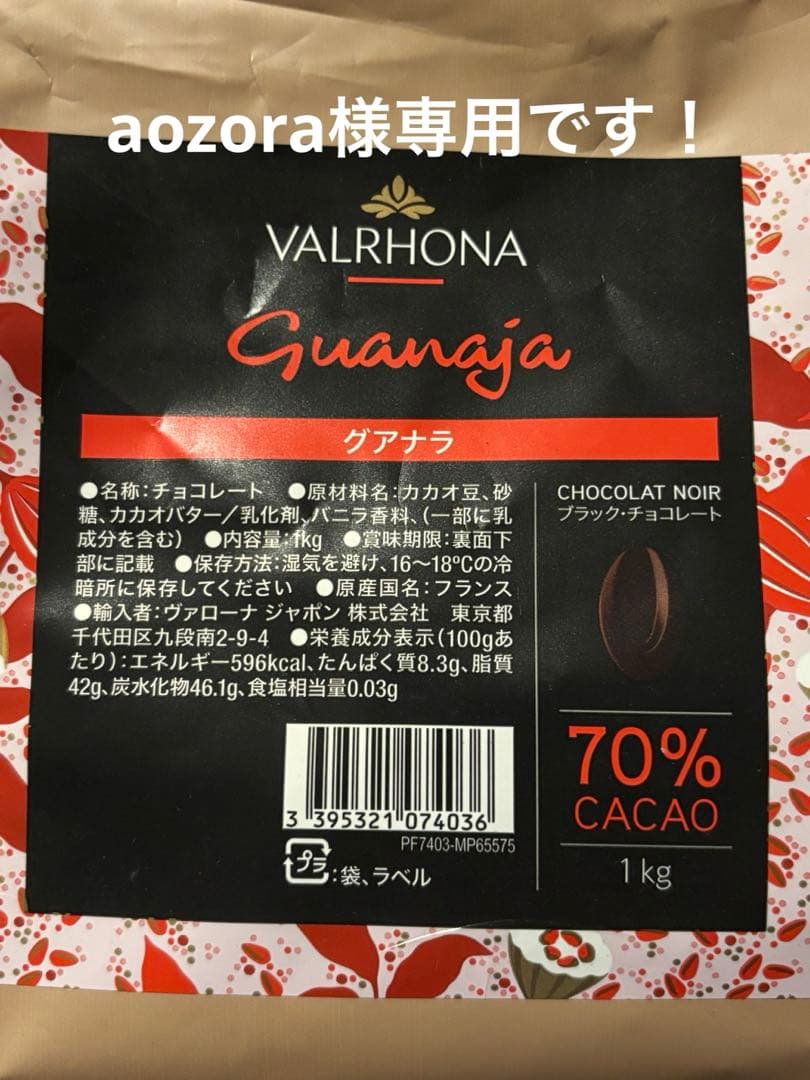 aozora様専用です！
VALRHONA
Guanaja
グアナラ
●名称：チョコレート ●原材料名：カカオ豆、砂
糖、カカオバター／乳化剤、バニラ香料、（一部に乳
成分を含む） ●内容量：1kg ●賞味期限：裏面下
部に記載 ●保存方法：湿気を避け、16〜18℃の冷
暗所に保存してください ●原産国名：フランス
●輸入者：ヴァローナ ジャポン 株式会社 東京都
千代田区九段南2-9-4 ●栄養成分表示（100gあ
たり）：エネルギー596kcal、たんぱく質8.3g、脂質
42g、炭水化物46.1g、食塩相当量0.03g
CHOCOLAT NOIR
ブラック・チョコレート
70%
CACAO
1 kg
3 395321 074036
PF7403-MP65575
プラ：袋、ラベル